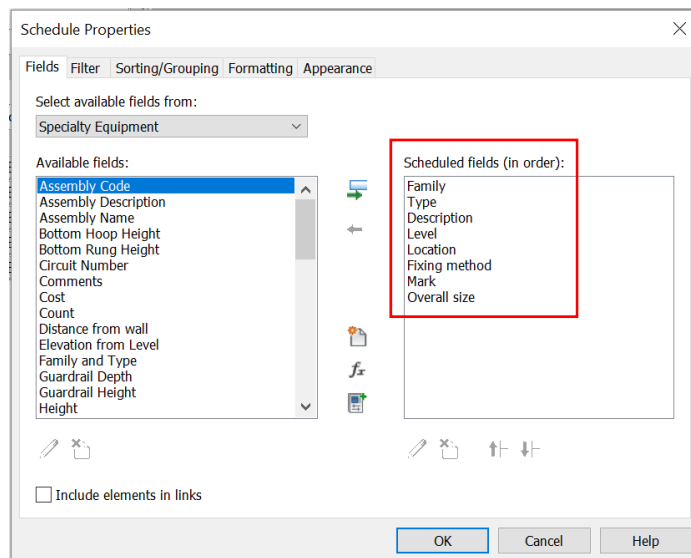 Schedule Properties
Fields Filter Sorting/Grouping Formatting Appearance
Select available fields from:
Specialty Equipment
Available fields:
Assembly Code
Assembly Description
Assembly Name
Bottom Hoop Height
Bottom Rung Height
Circuit Number
Comments
Cost
Count
Distance from wall
Elevation from Level
Family and Type
Guardrail Depth
Guardrail Height
Height
fx
Scheduled fields (in order):
Family
Type
Description
Level
Location
Fixing method
Mark
Overall size
Include elements in links
OK Cancel Help